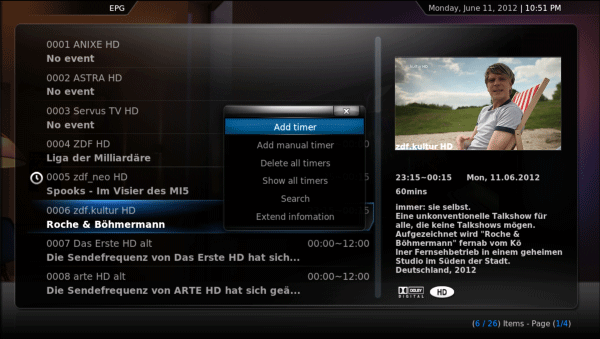 EPG
Monday, June 11, 2012 | 10:51 PM
0001 ANIXE HD
No event
0002 ASTRA HD
No event
0003 Servus TV HD
No event
0004 ZDF HD
Liga der Milliardäre
0005 zdf_neo HD
Spooks - Im Visier des MI5
0006 zdf.kultur HD
Roche & Böhmermann
0007 Das Erste HD alt
00:00~12:00
Die Sendefrequenz von Das Erste HD hat sich...
0008 arte HD alt
00:00~12:00
Die Sendefrequenz von ARTE HD hat sich geä...
Add timer
Add manual timer
Delete all timers
Show all timers
Search
Extend infomation
zdf.kultur HD
23:15~00:15 Mon, 11.06.2012
60mins
immer: sie selbst.
Eine unkonventionelle Talkshow für
alle, die keine Talkshows mögen.
Aufgezeichnet wird "Roche &
Böhmermann" fernab vom Kö
lner Fernsehbetrieb in einem geheimen
Studio im Süden der Stadt.
Deutschland, 2012
DOLBY
DIGITAL
HD
(6 / 26) Items - Page (1/4)